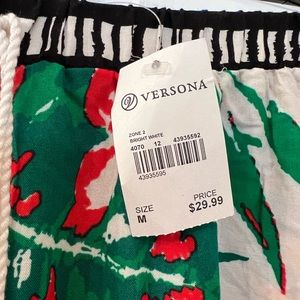 VERSONA
ZONE 2
BRIGHT WHITE
4070 12 43935592
43935595
SIZE PRICE
M $29.99